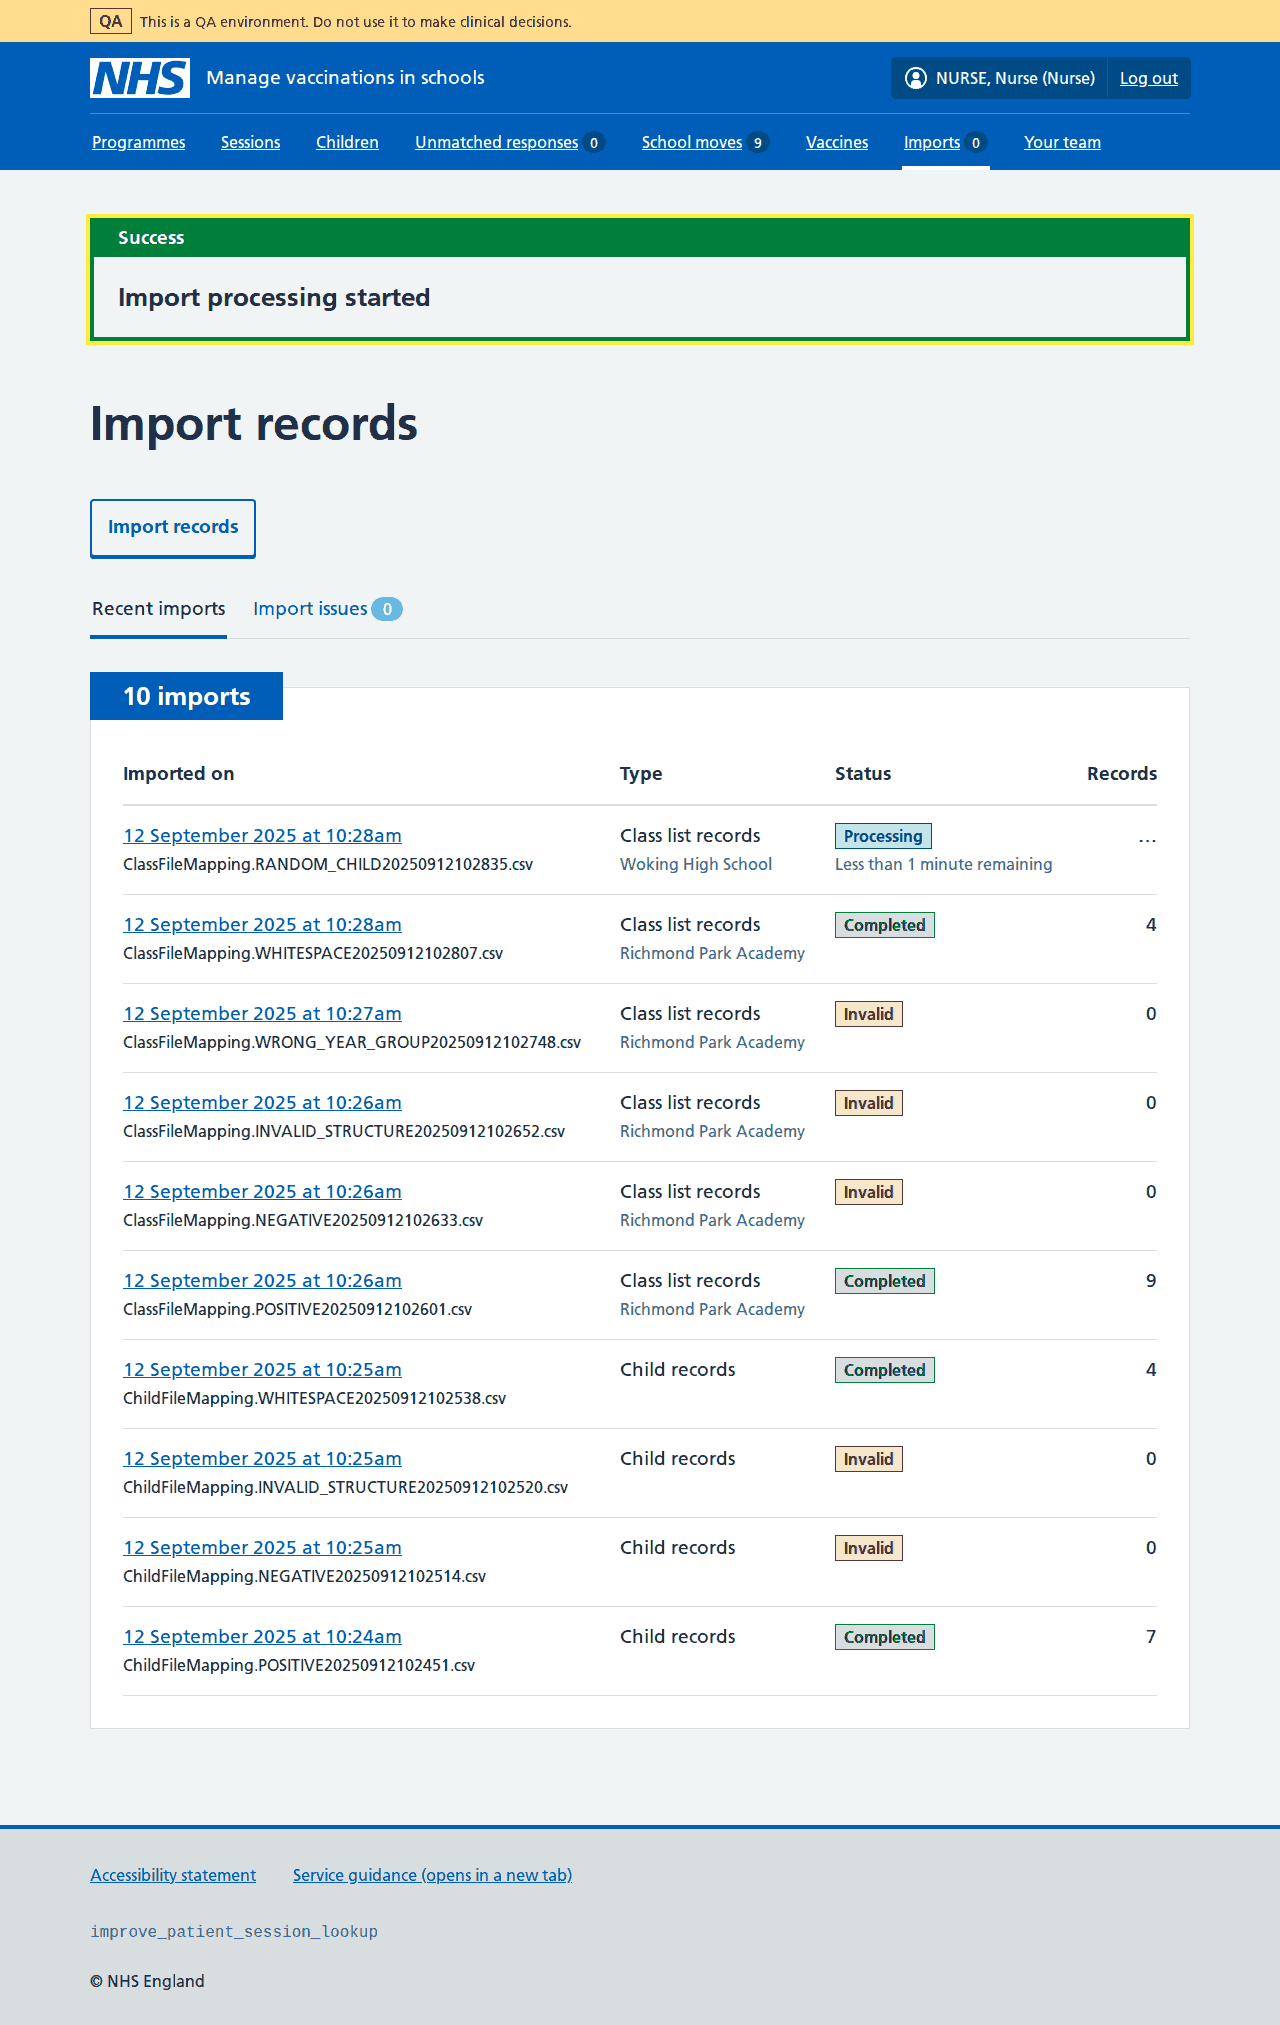 QA This is a QA environment. Do not use it to make clinical decisions.
NHS Manage vaccinations in schools NURSE, Nurse (Nurse) Log out
Programmes Sessions Children Unmatched responses 0 School moves 9 Vaccines Imports 0 Your team
Success
Import processing started
Import records
Import records
Recent imports Import issues 0
10 imports
Imported on Type Status Records
12 September 2025 at 10:28am Class list records Processing ...
ClassFileMapping.RANDOM_CHILD20250912102835.csv Woking High School Less than 1 minute remaining
12 September 2025 at 10:28am Class list records Completed 4
ClassFileMapping.WHITESPACE20250912102807.csv Richmond Park Academy
12 September 2025 at 10:27am Class list records Invalid 0
ClassFileMapping.WRONG_YEAR_GROUP20250912102748.csv Richmond Park Academy
12 September 2025 at 10:26am Class list records Invalid 0
ClassFileMapping.INVALID_STRUCTURE20250912102652.csv Richmond Park Academy
12 September 2025 at 10:26am Class list records Invalid 0
ClassFileMapping.NEGATIVE20250912102633.csv Richmond Park Academy
12 September 2025 at 10:26am Class list records Completed 9
ClassFileMapping.POSITIVE20250912102601.csv Richmond Park Academy
12 September 2025 at 10:25am Child records Completed 4
ChildFileMapping.WHITESPACE20250912102538.csv
12 September 2025 at 10:25am Child records Invalid 0
ChildFileMapping.INVALID_STRUCTURE20250912102520.csv
12 September 2025 at 10:25am Child records Invalid 0
ChildFileMapping.NEGATIVE20250912102514.csv
12 September 2025 at 10:24am Child records Completed 7
ChildFileMapping.POSITIVE20250912102451.csv
Accessibility statement Service guidance (opens in a new tab)
improve_patient_session_lookup
© NHS England